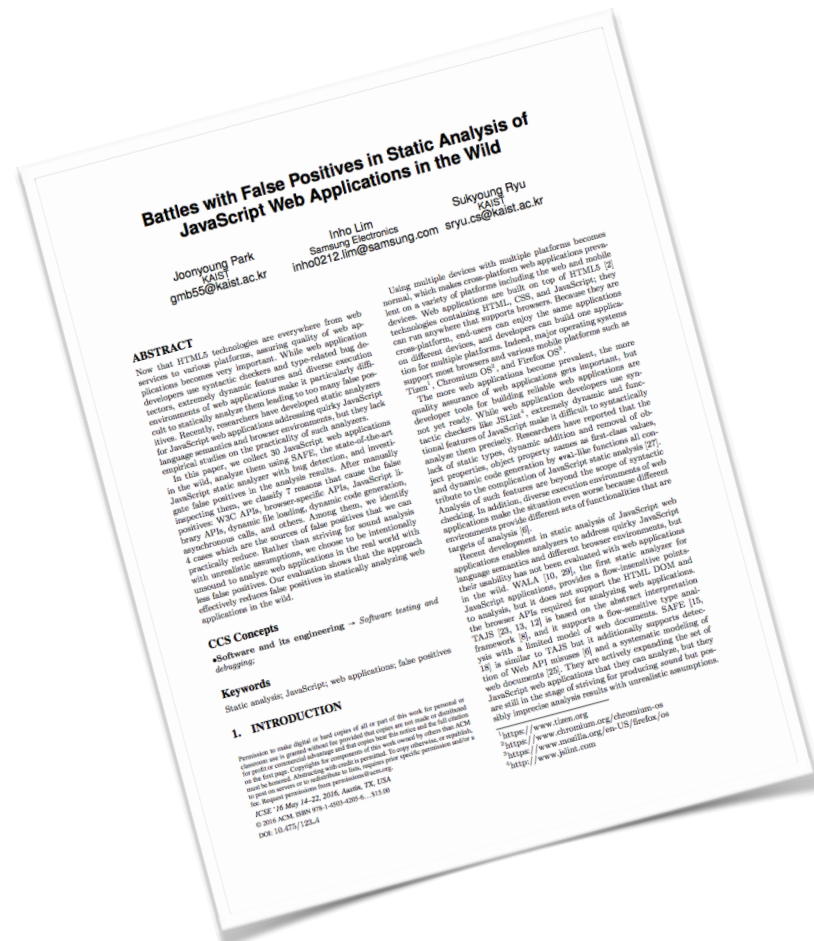 Battles with False Positives in Static Analysis of
JavaScript Web Applications in the Wild
Joonyoung Park
KAIST
gmb55@kaist.ac.kr
Inho Lim
Samsung Electronics
inho0212.lim@samsung.com
Sukyoung Ryu
KAIST
sryu.cs@kaist.ac.kr
ABSTRACT
Now that HTML5 technologies are everywhere from web
services to various platforms, assuring quality of web ap-
plications becomes very important. While web application
developers use syntactic checkers and type-related bug de-
tectors, extremely dynamic features and diverse execution
environments of web applications make it particularly diffi-
cult to statically analyze them leading to too many false pos-
itives. Recently, researchers have developed static analyzers
for JavaScript web applications addressing quirky JavaScript
language semantics and browser environments, but they lack
empirical studies on the practicality of such analyzers.
In this paper, we collect 30 JavaScript web applications
in the wild, analyze them using SAFE, the state-of-the-art
JavaScript static analyzer with bug detection, and investi-
gate false positives in the analysis results. After manually
inspecting them, we classify 7 reasons that cause the false
positives: W3C APIs, browser-specific APIs, JavaScript li-
brary APIs, dynamic file loading, dynamic code generation,
asynchronous calls, and others. Among them, we identify
4 cases which are the sources of false positives that we can
practically reduce. Rather than striving for sound analysis
with unrealistic assumptions, we choose to be intentionally
unsound to analyze web applications in the real world with
less false positives. Our evaluation shows that the approach
effectively reduces false positives in statically analyzing web
applications in the wild.
CCS Concepts
•Software and its engineering → Software testing and
debugging;
Keywords
Static analysis; JavaScript; web applications; false positives
1. INTRODUCTION
Permission to make digital or hard copies of all or part of this work for personal or
classroom use is granted without fee provided that copies are not made or distributed
for profit or commercial advantage and that copies bear this notice and the full citation
on the first page. Copyrights for components of this work owned by others than ACM
must be honored. Abstracting with credit is permitted. To copy otherwise, or republish,
to post on servers or to redistribute to lists, requires prior specific permission and/or a
fee. Request permissions from permissions@acm.org.
ICSE '16 May 14–22, 2016, Austin, TX, USA
© 2016 ACM. ISBN 978-1-4503-4205-6...$15.00
DOI: 10.475/123_4
Using multiple devices with multiple platforms becomes
normal, which makes cross-platform web applications preva-
lent on a variety of platforms including the web and mobile
devices. Web applications are built on top of HTML5 [2]
technologies containing HTML, CSS, and JavaScript; they
can run anywhere that supports browsers. Because they are
cross-platform, end-users can enjoy the same applications
on different devices, and developers can build one applica-
tion for multiple platforms. Indeed, major operating systems
support most browsers and various mobile platforms such as
Tizen1, Chromium OS2, and Firefox OS3.
The more web applications become prevalent, the more
quality assurance of web applications gets important, but
developer tools for building reliable web applications are
not yet ready. While web application developers use syn-
tactic checkers like JSLint4, extremely dynamic and func-
tional features of JavaScript make it difficult to syntactically
analyze them precisely. Researchers have reported that the
lack of static types, dynamic addition and removal of ob-
ject properties, object property names as first-class values,
and dynamic code generation by eval-like functions all con-
tribute to the complication of JavaScript static analysis [27].
Analysis of such features are beyond the scope of syntactic
checking. In addition, diverse execution environments of web
applications make the situation even worse because different
environments provide different sets of functionalities that are
targets of analysis [6].
Recent development in static analysis of JavaScript web
applications enables analyzers to address quirky JavaScript
language semantics and different browser environments, but
their usability has not been evaluated with web applications
in the wild. WALA [10, 29], the first static analyzer for
JavaScript applications, provides a flow-insensitive points-
to analysis, but it does not support the HTML DOM and
the browser APIs required for analyzing web applications.
TAJS [23, 13, 12] is based on the abstract interpretation
framework [8], and it supports a flow-sensitive type anal-
ysis with a limited model of web documents. SAFE [15,
18] is similar to TAJS but it additionally supports detec-
tion of Web API misuses [6] and a systematic modeling of
web documents [25]. They are actively expanding the set of
JavaScript web applications that they can analyze, but they
are still in the stage of striving for producing sound but pos-
sibly imprecise analysis results with unrealistic assumptions.
1https://www.tizen.org
2https://www.chromium.org/chromium-os
3https://www.mozilla.org/en-US/firefox/os
4http://www.jslint.com